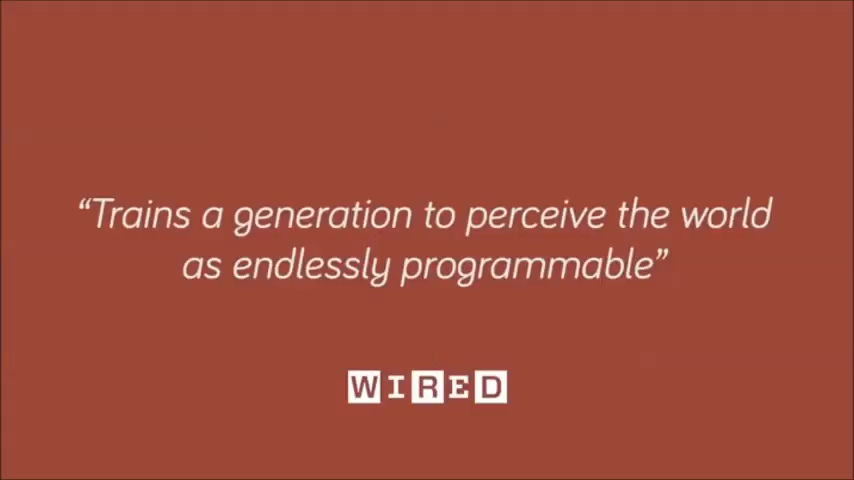 “Trains a generation to perceive the world
as endlessly programmable”
WIRED